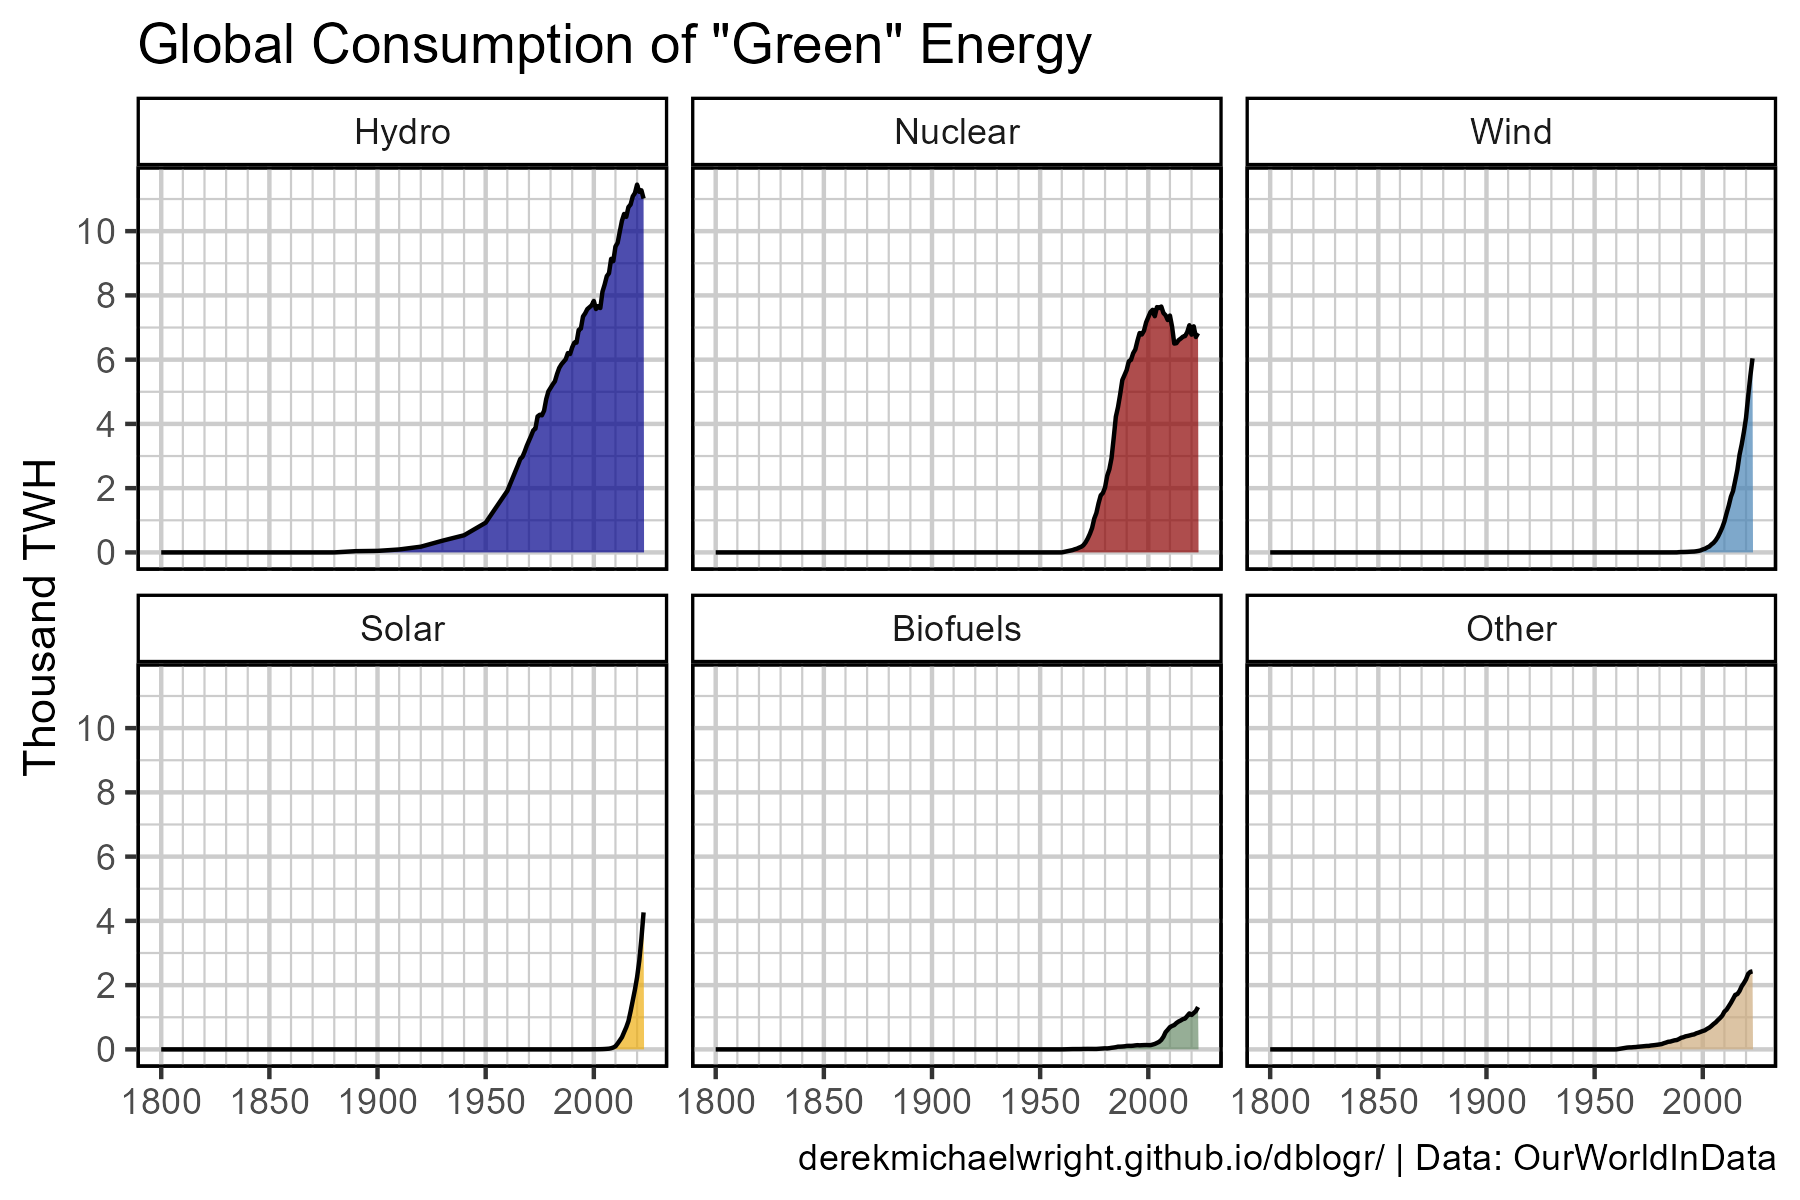 Global Consumption of "Green" Energy
Hydro
Nuclear
Wind
10
8
6
4
2
0
Thousand TWH
Solar
Biofuels
Other
10
8
6
4
2
0
1800 1850 1900 1950 2000
1800 1850 1900 1950 2000
1800 1850 1900 1950 2000
derekmichaelwright.github.io/dblogr/ | Data: OurWorldInData